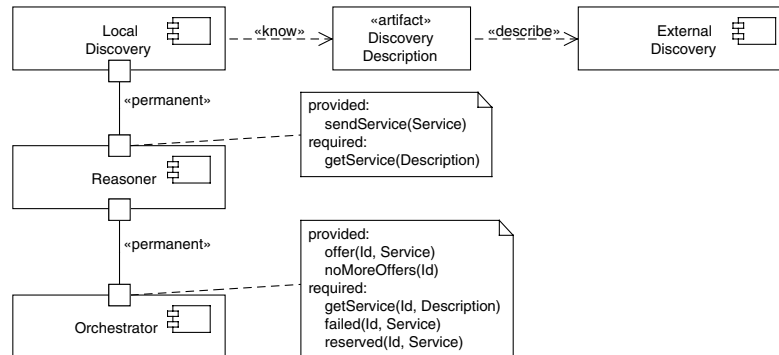 Local
Discovery
«know»
«artifact»
Discovery
Description
«describe»
External
Discovery
«permanent»
provided:
sendService(Service)
required:
getService(Description)
Reasoner
«permanent»
provided:
offer(Id, Service)
noMoreOffers(Id)
required:
getService(Id, Description)
failed(Id, Service)
reserved(Id, Service)
Orchestrator